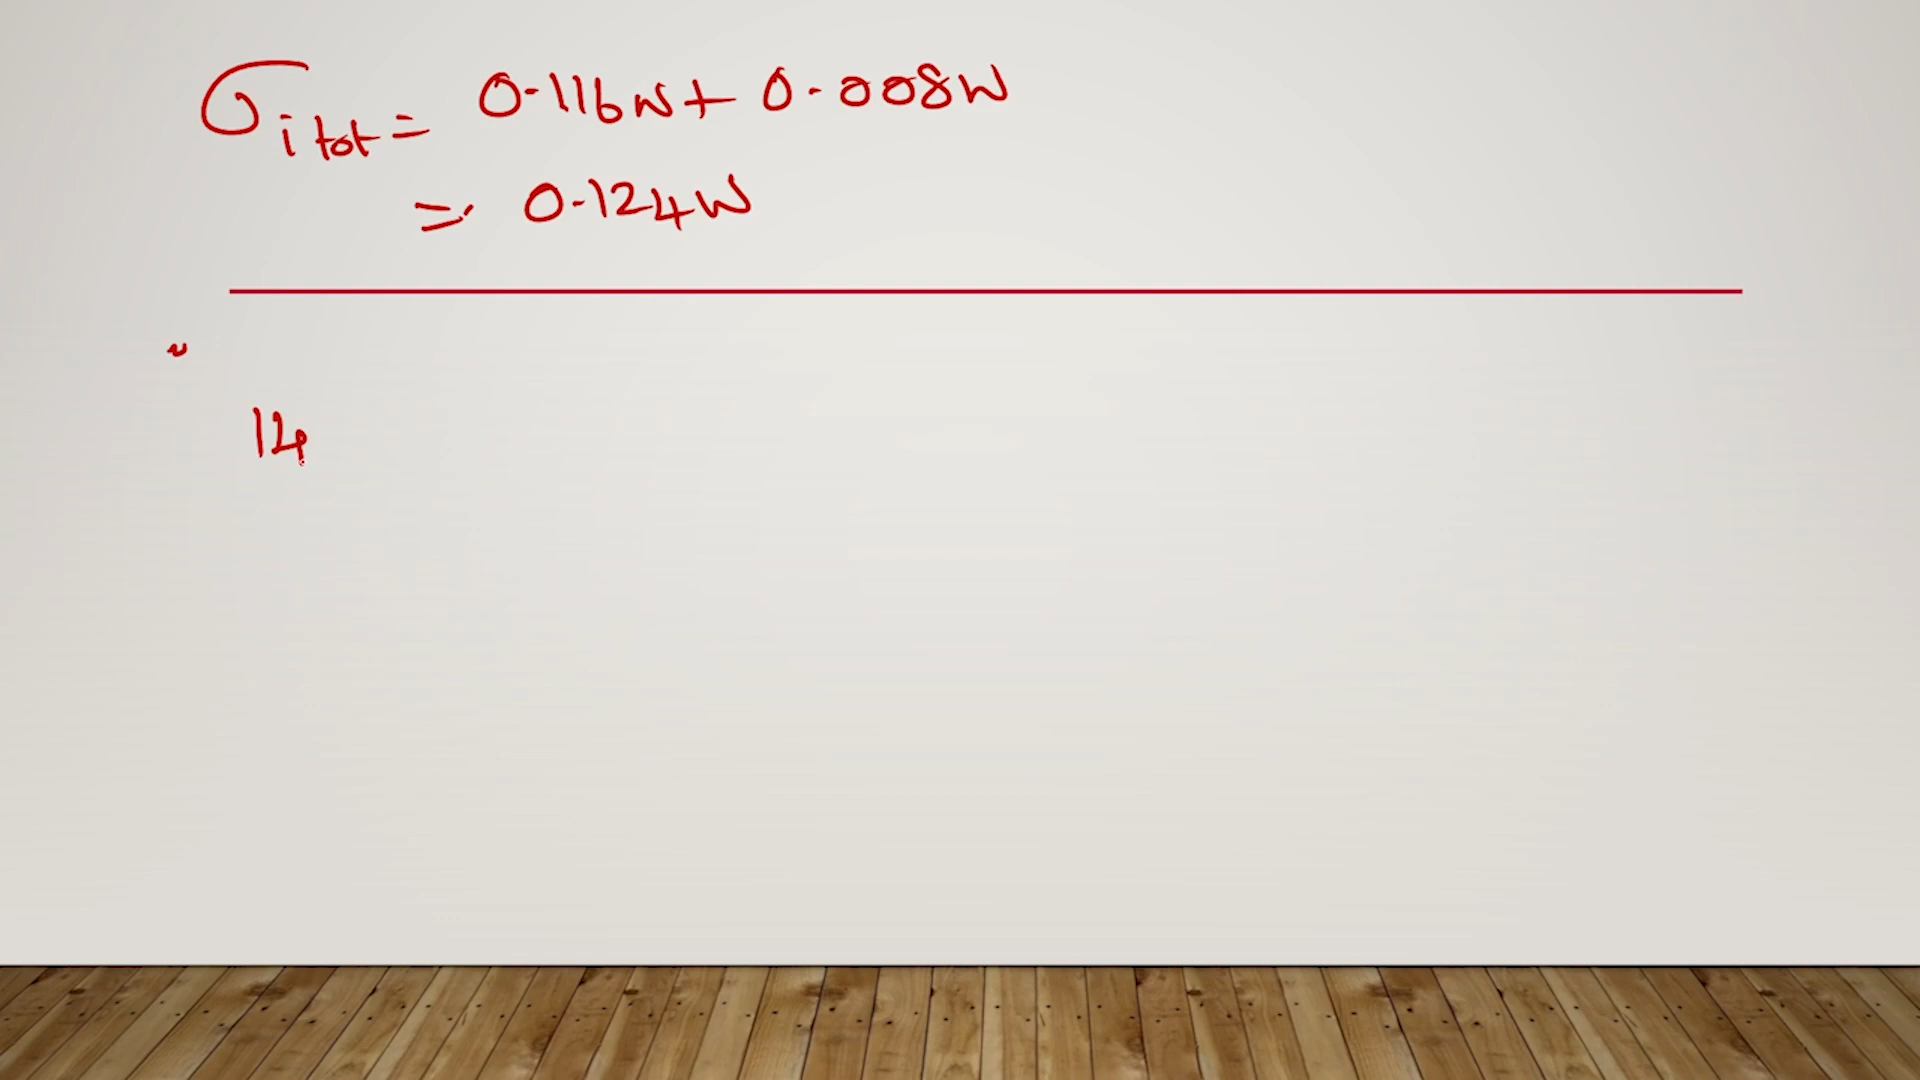 σi tot = 0.116W + 0.008W
= 0.124W
14